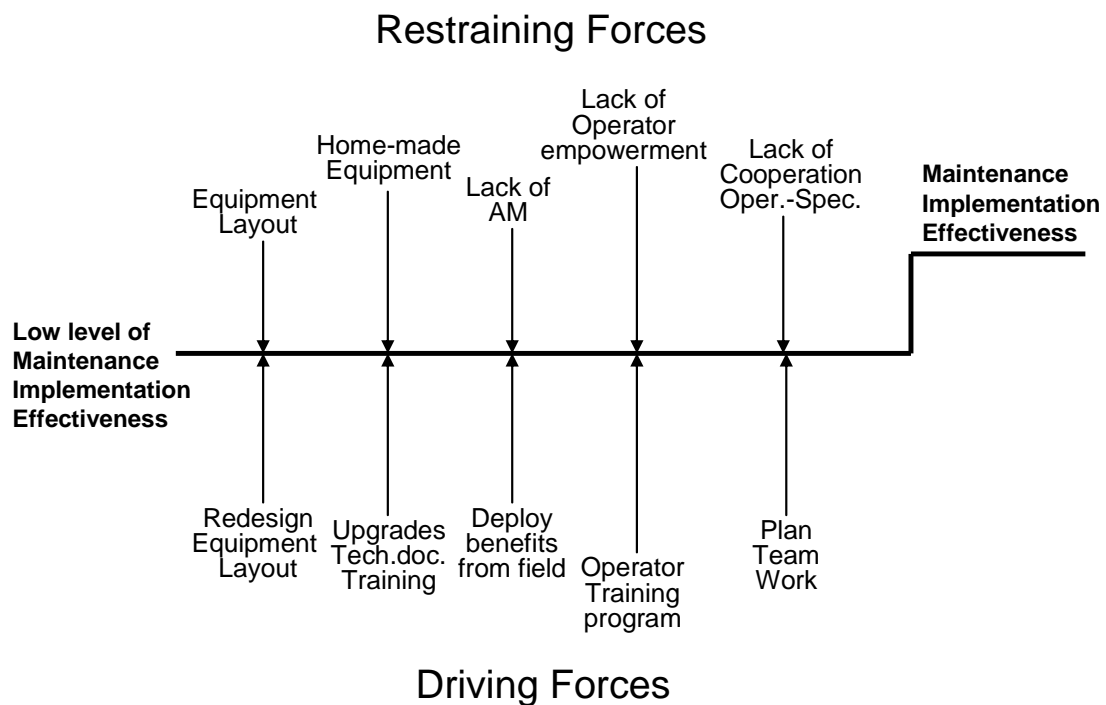 Restraining Forces
Equipment
Layout
Home-made
Equipment
Lack of
AM
Lack of
Operator
empowerment
Lack of
Cooperation
Oper.-Spec.
Maintenance
Implementation
Effectiveness
Low level of
Maintenance
Implementation
Effectiveness
Redesign
Equipment
Layout
Upgrades
Tech.doc.
Training
Deploy
benefits
from field
Operator
Training
program
Plan
Team
Work
Driving Forces